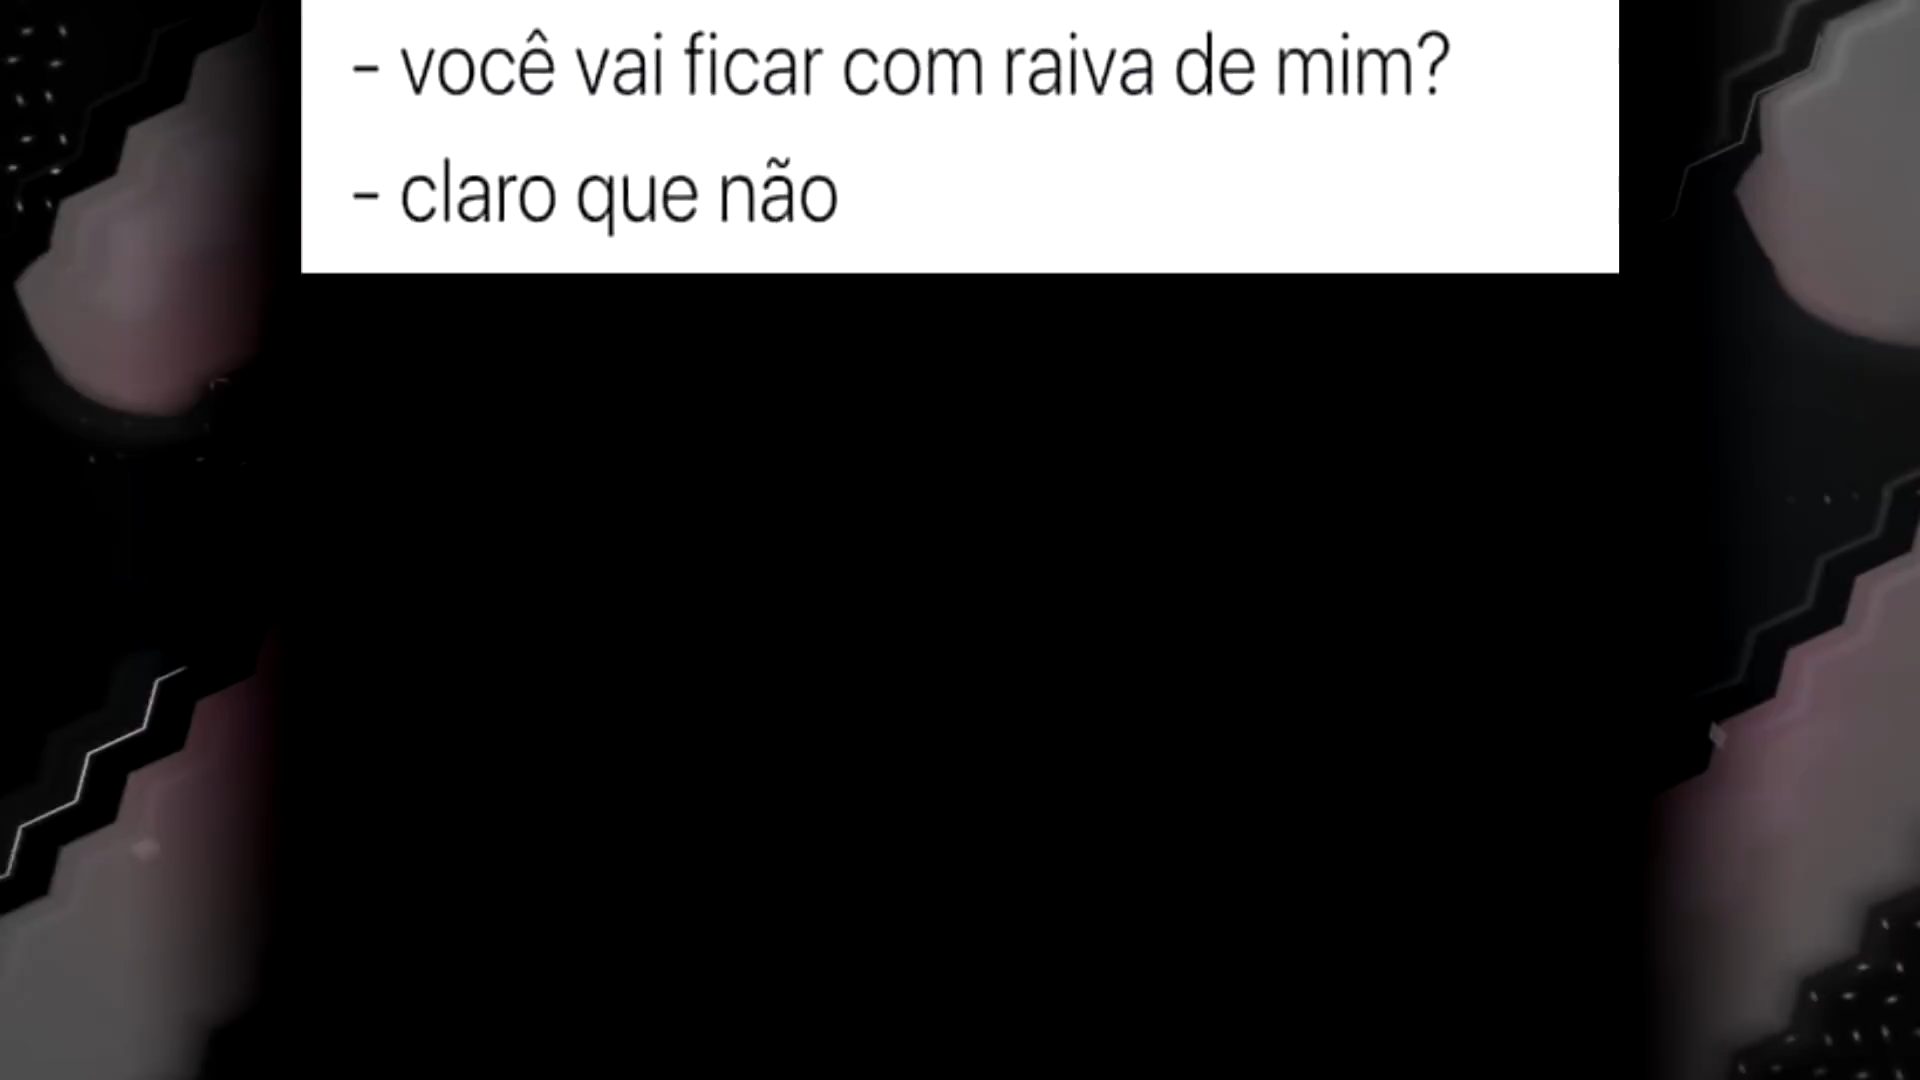 - você vai ficar com raiva de mim?
- claro que não